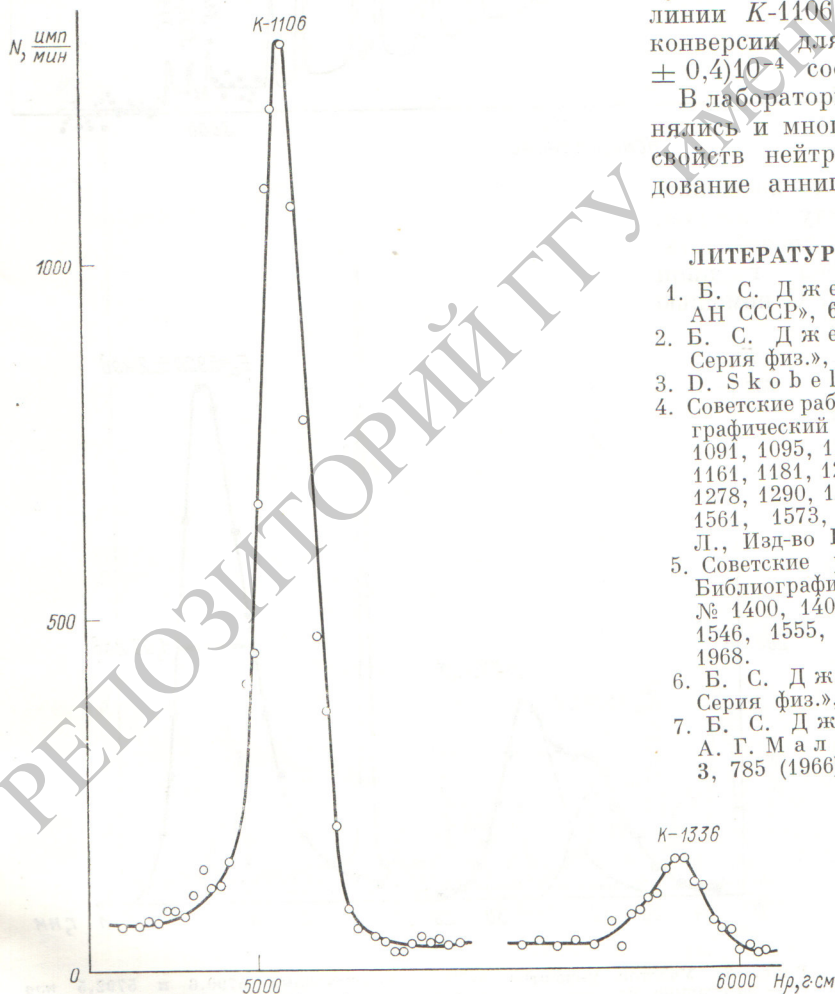 K-1106
N, имп/мин
1000
500
0
5000
6000
Hρ, г·см
K-1336
линии K-1106
конверсии для
± 0,4)10⁻⁴ соо
В лаборатор
нялись и мног
свойств нейтр
дование анниг
ЛИТЕРАТУР
1. Б. С. Дже
АН СССР», 6
2. Б. С. Дже
Серия физ.»,
3. D. Skobel
4. Советские раб
графический
1091, 1095, 1
1161, 1181, 1
1278, 1290, 1
1561, 1573,
Л., Изд-во
5. Советские
Библиографи
№ 1400, 140
1546, 1555,
1968.
6. Б. С. Дж
Серия физ.».
7. Б. С. Дж
А. Г. Мал
3, 785 (1966)
РЕПОЗИТОРИЙ ГГУ имени